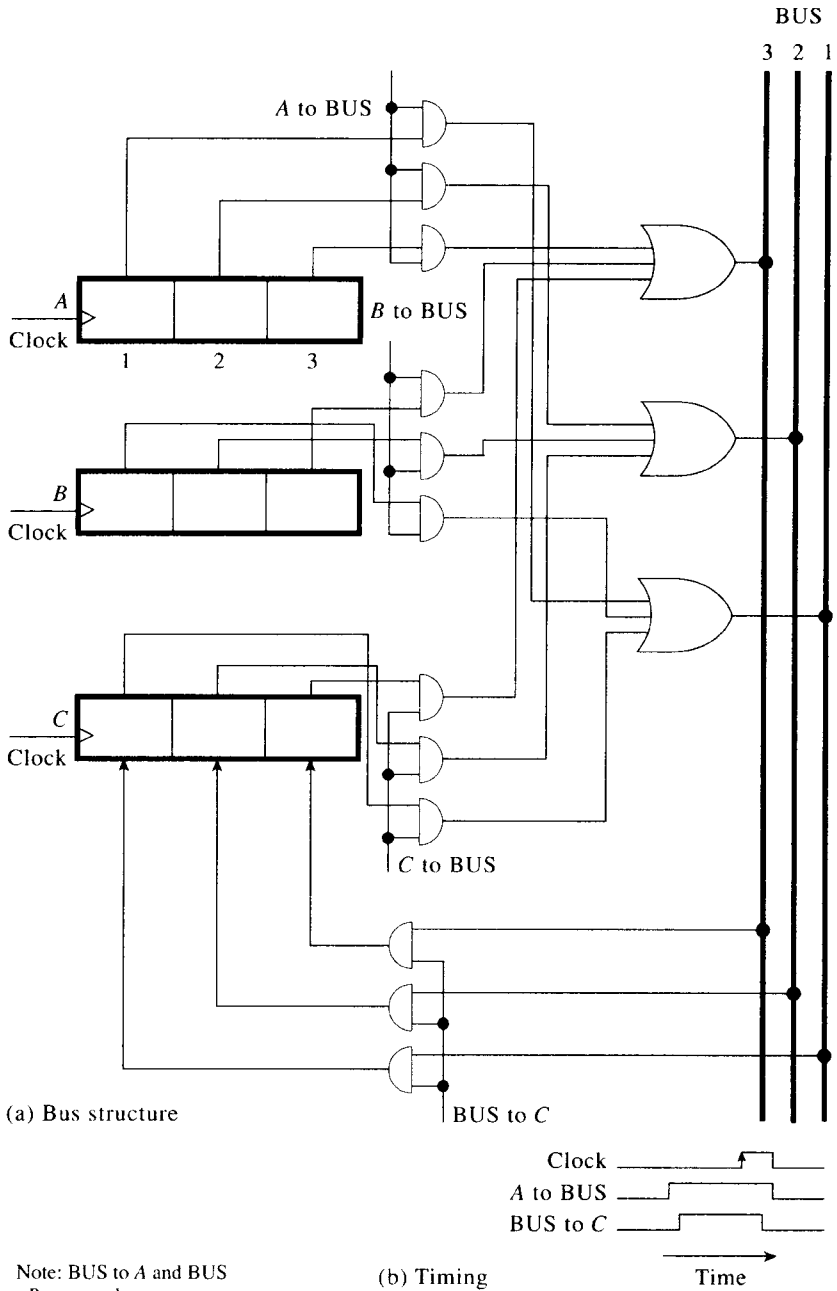 BUS
3 2 1
A to BUS
A
Clock
1 2 3
B to BUS
B
Clock
C
Clock
C to BUS
BUS to C
(a) Bus structure
Clock
A to BUS
BUS to C
Note: BUS to A and BUS
(b) Timing
Time